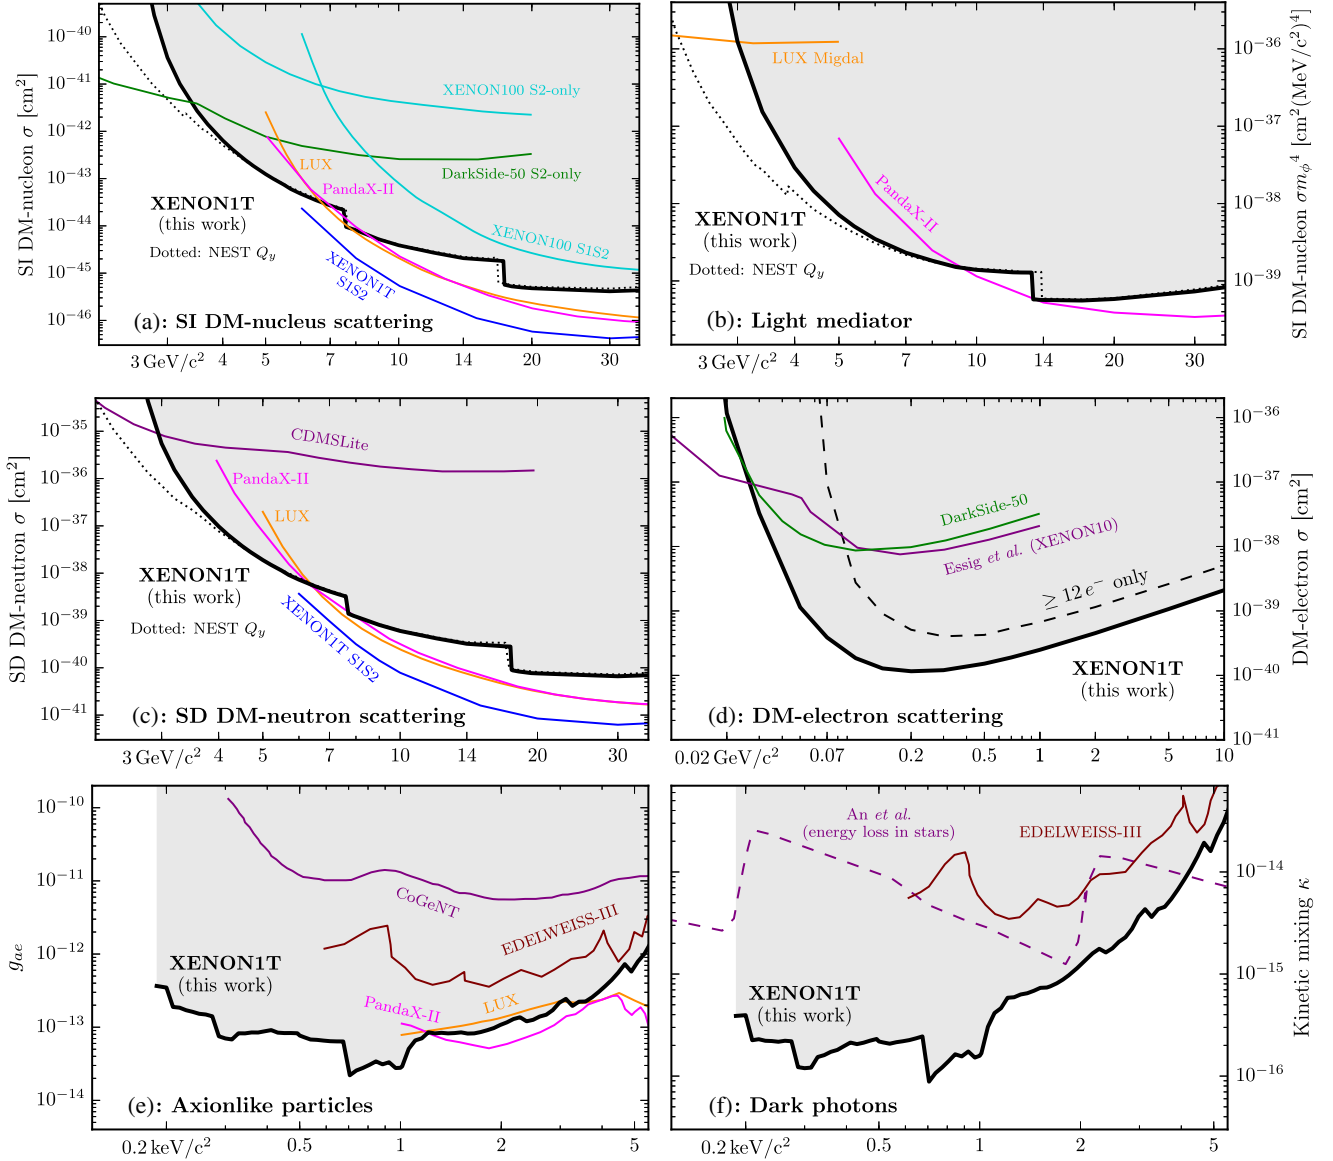 SI DM-nucleon σ [cm²]
10⁻⁴⁰
10⁻⁴¹
10⁻⁴²
10⁻⁴³
10⁻⁴⁴
10⁻⁴⁵
10⁻⁴⁶
XENON100 S2-only
LUX
DarkSide-50 S2-only
PandaX-II
XENON1T
(this work)
Dotted: NEST Q_y
XENON100 S1S2
XENON1T
S1S2
(a): SI DM-nucleus scattering
3 GeV/c² 4 5 7 10 14 20 30
LUX Migdal
PandaX-II
XENON1T
(this work)
Dotted: NEST Q_y
(b): Light mediator
3 GeV/c² 4 5 7 10 14 20 30
10⁻³⁶
10⁻³⁷
10⁻³⁸
10⁻³⁹
SI DM-nucleon σm_ϕ⁴ [cm²(MeV/c²)⁴]
SD DM-neutron σ [cm²]
10⁻³⁵
10⁻³⁶
10⁻³⁷
10⁻³⁸
10⁻³⁹
10⁻⁴⁰
10⁻⁴¹
CDMSLite
PandaX-II
LUX
XENON1T
(this work)
Dotted: NEST Q_y
XENON1T S1S2
(c): SD DM-neutron scattering
3 GeV/c² 4 5 7 10 14 20 30
DarkSide-50
Essig et al. (XENON10)
≥ 12 e⁻ only
XENON1T
(this work)
(d): DM-electron scattering
0.02 GeV/c² 0.07 0.2 0.5 1 2 5 10
10⁻³⁶
10⁻³⁷
10⁻³⁸
10⁻³⁹
10⁻⁴⁰
10⁻⁴¹
DM-electron σ [cm²]
g_ae
10⁻¹⁰
10⁻¹¹
10⁻¹²
10⁻¹³
10⁻¹⁴
CoGeNT
EDELWEISS-III
XENON1T
(this work)
PandaX-II
LUX
(e): Axionlike particles
0.2 keV/c² 0.5 1 2 5
An et al.
(energy loss in stars)
EDELWEISS-III
XENON1T
(this work)
(f): Dark photons
0.2 keV/c² 0.5 1 2 5
10⁻¹⁴
10⁻¹⁵
10⁻¹⁶
Kinetic mixing κ